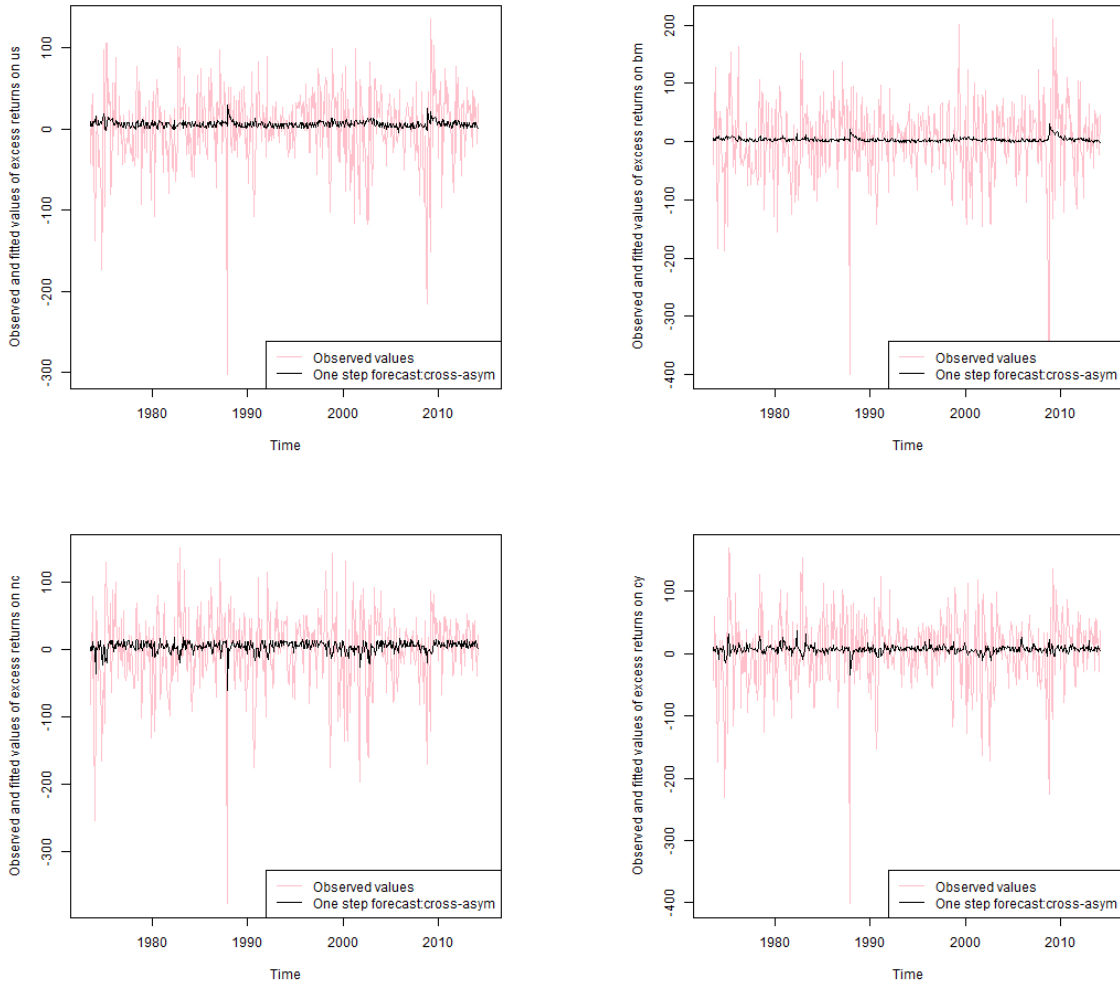 Observed and fitted values of excess returns on us
100
0
-100
-200
-300
Observed values
One step forecast:cross-asym
1980
1990
2000
2010
Time
Observed and fitted values of excess returns on bm
200
100
0
-100
-200
-300
-400
Observed values
One step forecast:cross-asym
1980
1990
2000
2010
Time
Observed and fitted values of excess returns on nc
100
0
-100
-200
-300
Observed values
One step forecast:cross-asym
1980
1990
2000
2010
Time
Observed and fitted values of excess returns on cy
100
0
-100
-200
-300
-400
Observed values
One step forecast:cross-asym
1980
1990
2000
2010
Time